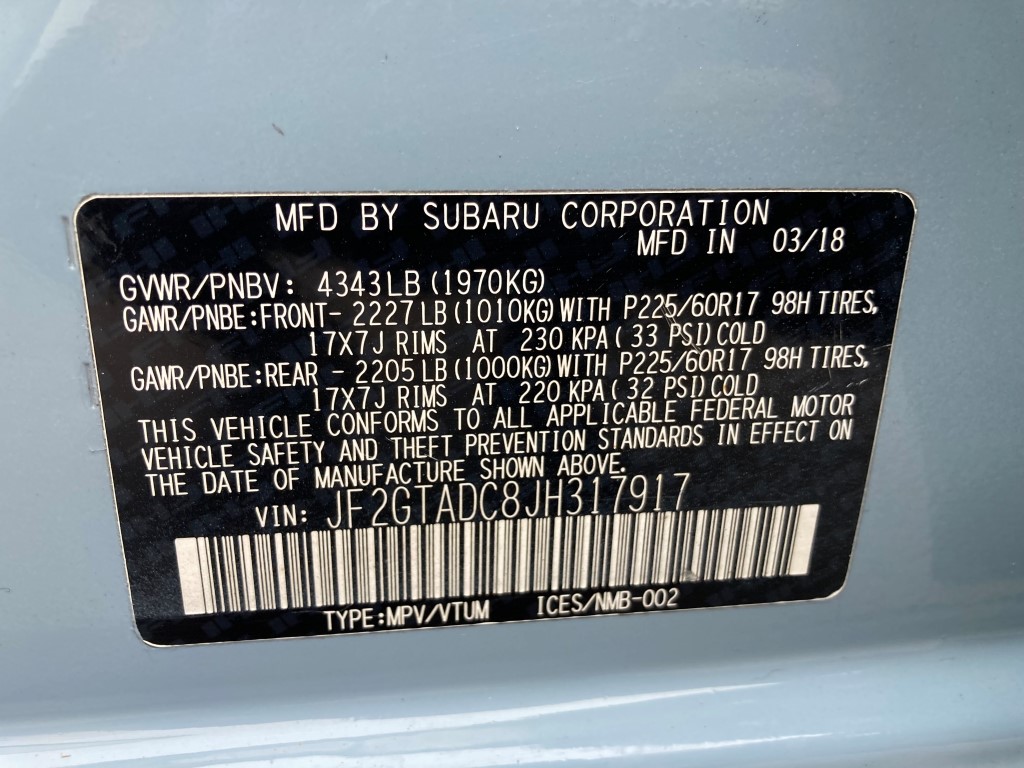 MFD BY SUBARU CORPORATION
MFD IN 03/18
GVWR/PNBV: 4343LB (1970KG)
GAWR/PNBE:FRONT- 2227LB (1010KG) WITH P225/60R17 98H TIRES,
17X7J RIMS AT 230 KPA( 33 PSI)COLD
GAWR/PNBE:REAR - 2205LB (1000KG) WITH P225/60R17 98H TIRES,
17X7J RIMS AT 220 KPA( 32 PSI)COLD
THIS VEHICLE CONFORMS TO ALL APPLICABLE FEDERAL MOTOR
VEHICLE SAFETY AND THEFT PREVENTION STANDARDS IN EFFECT ON
THE DATE OF MANUFACTURE SHOWN ABOVE.
VIN: JF2GTADC8JH317917
TYPE:MPV/VTUM ICES/NMB-002